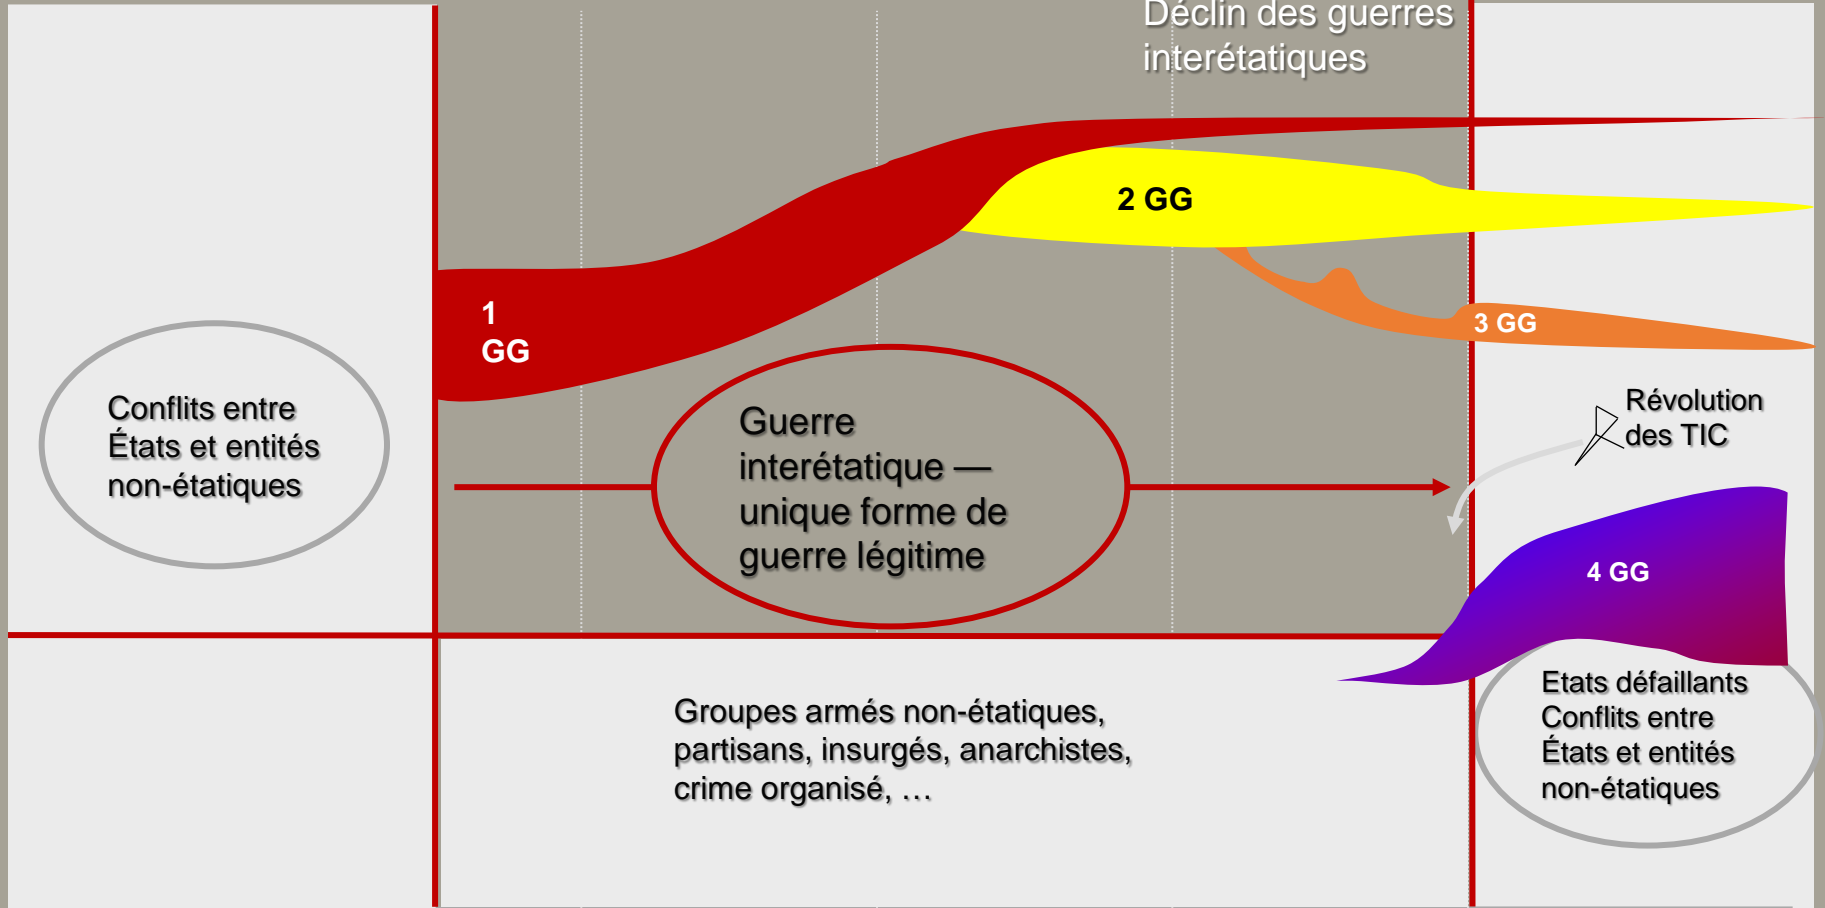 Déclin des guerres
interétatiques
1
GG
2 GG
3 GG
Conflits entre
États et entités
non-étatiques
Guerre
interétatique —
unique forme de
guerre légitime
Révolution
des TIC
4 GG
Groupes armés non-étatiques,
partisans, insurgés, anarchistes,
crime organisé, …
Etats défaillants
Conflits entre
États et entités
non-étatiques